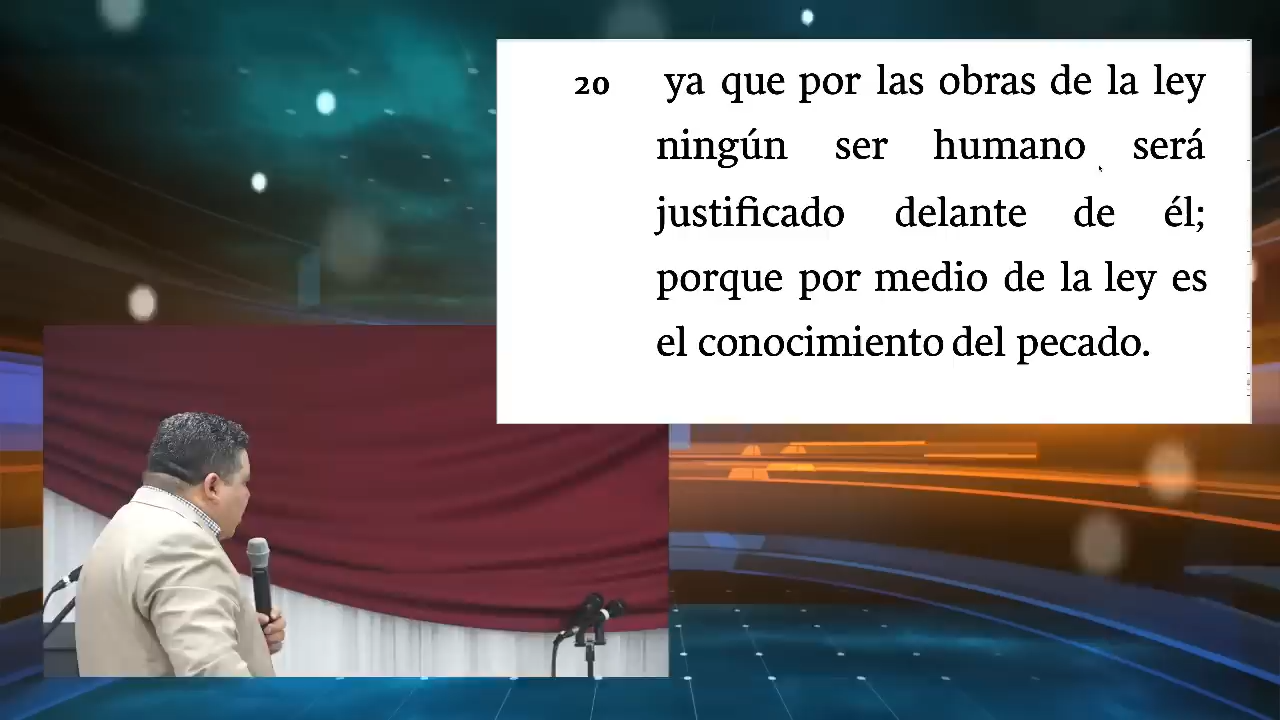 20 ya que por las obras de la ley
ningún ser humano será
justificado delante de él;
porque por medio de la ley es
el conocimiento del pecado.